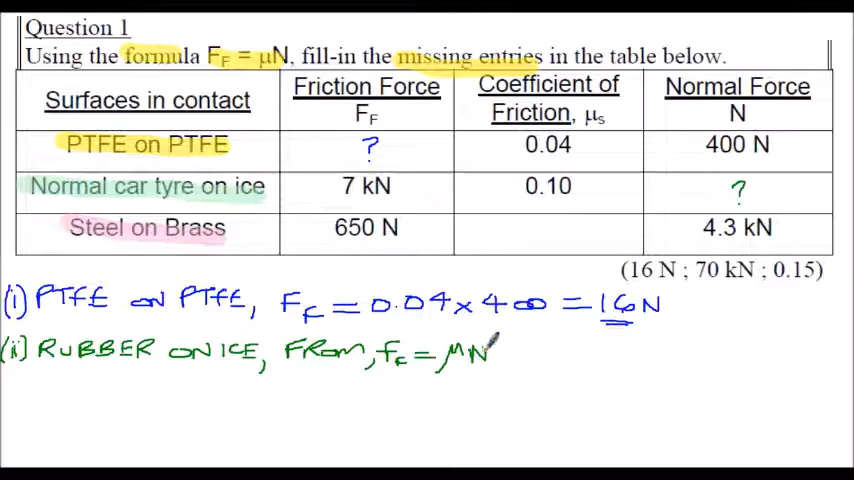 Question 1
Using the formula F_F = μN, fill-in the missing entries in the table below.
Surfaces in contact Friction Force F_F Coefficient of Friction, μ_s Normal Force N
PTFE on PTFE ? 0.04 400 N
Normal car tyre on ice 7 kN 0.10 ?
Steel on Brass 650 N 4.3 kN
(16 N ; 70 kN ; 0.15)
(i) PTFE ON PTFE, F_F = 0.04 × 400 = 16 N
(ii) RUBBER ON ICE, FROM, F_F = μN